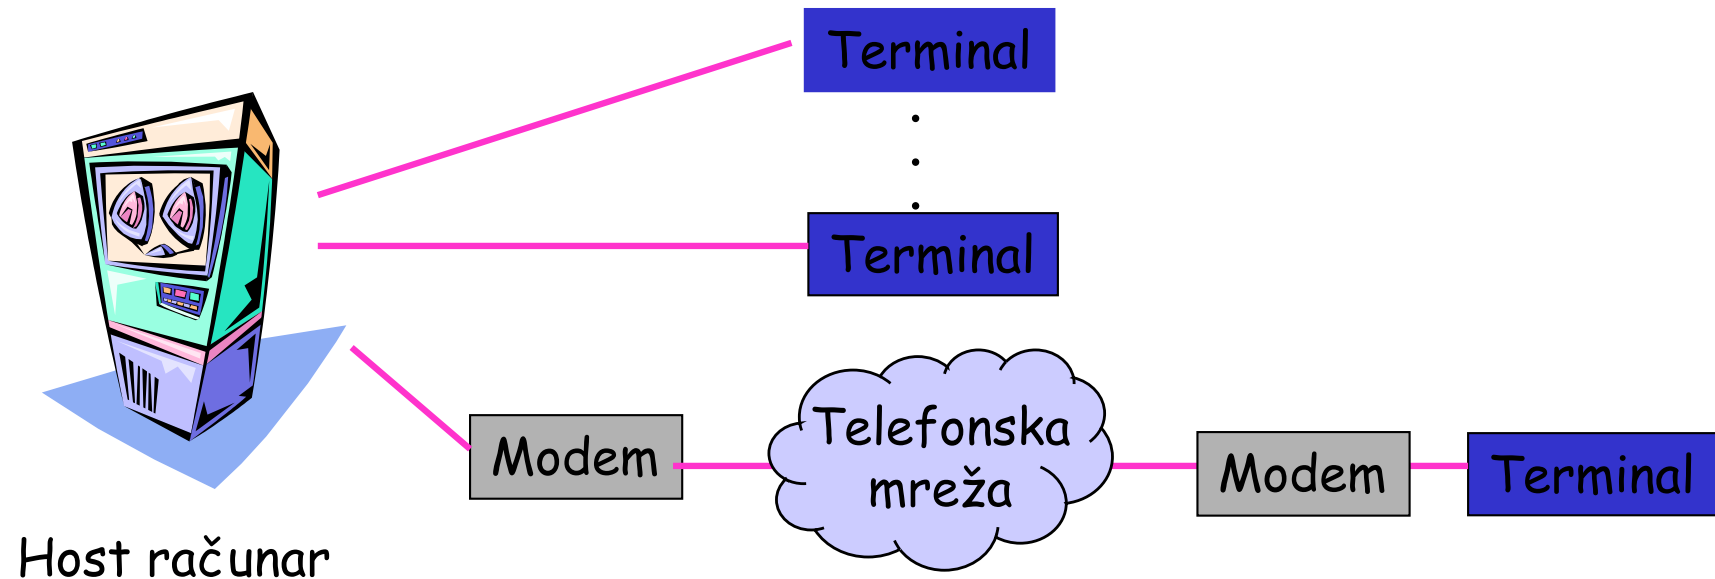 Terminal
Terminal
Telefonska
mreža
Modem
Modem
Terminal
Host računar